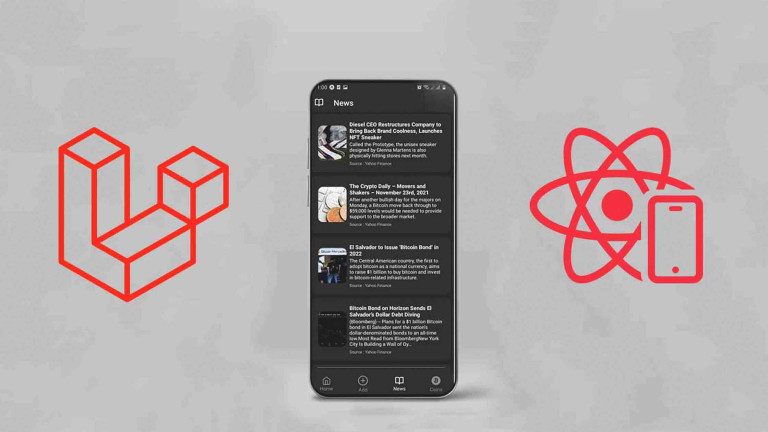 1:00
News
Diesel CEO Restructures Company to
Bring Back Brand Coolness, Launches
NFT Sneaker
Called the Prototype, the unisex sneaker
designed by Glenna Martens is also
physically hitting stores next month.
Source : Yahoo Finance
The Crypto Daily – Movers and
Shakers – November 23rd, 2021
After another bullish day for the majors on
Monday, a Bitcoin move back through to
$59,000 levels would be needed to provide
support to the broader market.
Source : Yahoo Finance
El Salvador to Issue 'Bitcoin Bond' in
2022
The Central American country, the first to
adopt bitcoin as a national currency, aims
to raise $1 billion to buy bitcoin and invest
in bitcoin-related infrastructure.
Source : Yahoo Finance
Bitcoin Bond on Horizon Sends El
Salvador's Dollar Debt Diving
(Bloomberg) – Plans for a $1 billion Bitcoin
bond in El Salvador sent the nation's
dollar-denominated bonds to an all-time
low.Most Read from BloombergNew York
City Is Building a Wall of Oy...
Source : Yahoo Finance
Home Add News